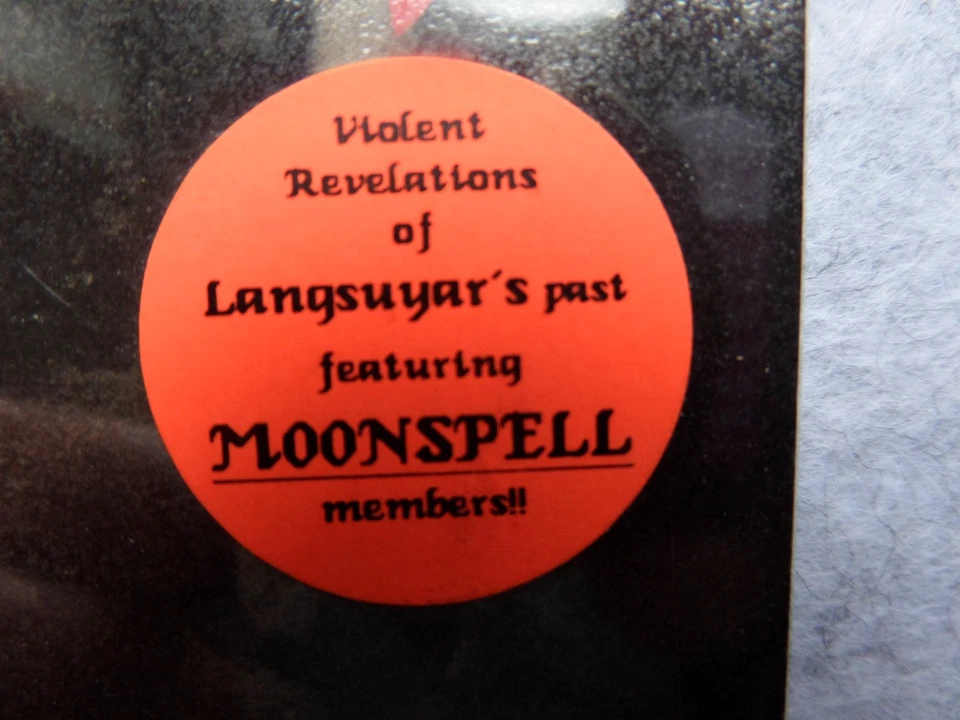 Violent
Revelations
of
Langsuyar´s past
featuring
MOONSPELL
members!!